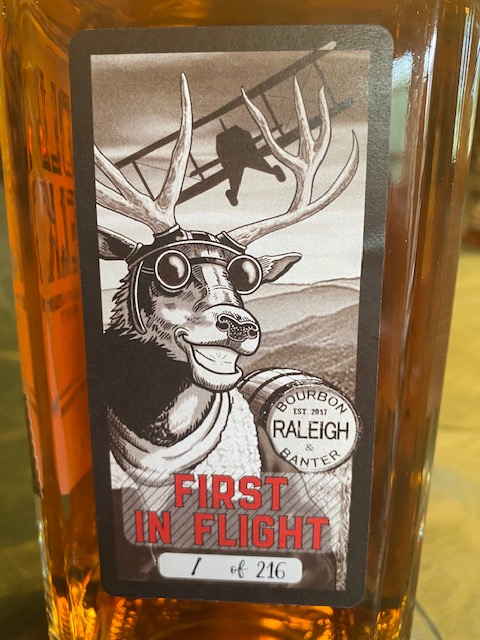 BOURBON
EST. 2017
RALEIGH
&
BANTER
FIRST
IN FLIGHT
1 of 216